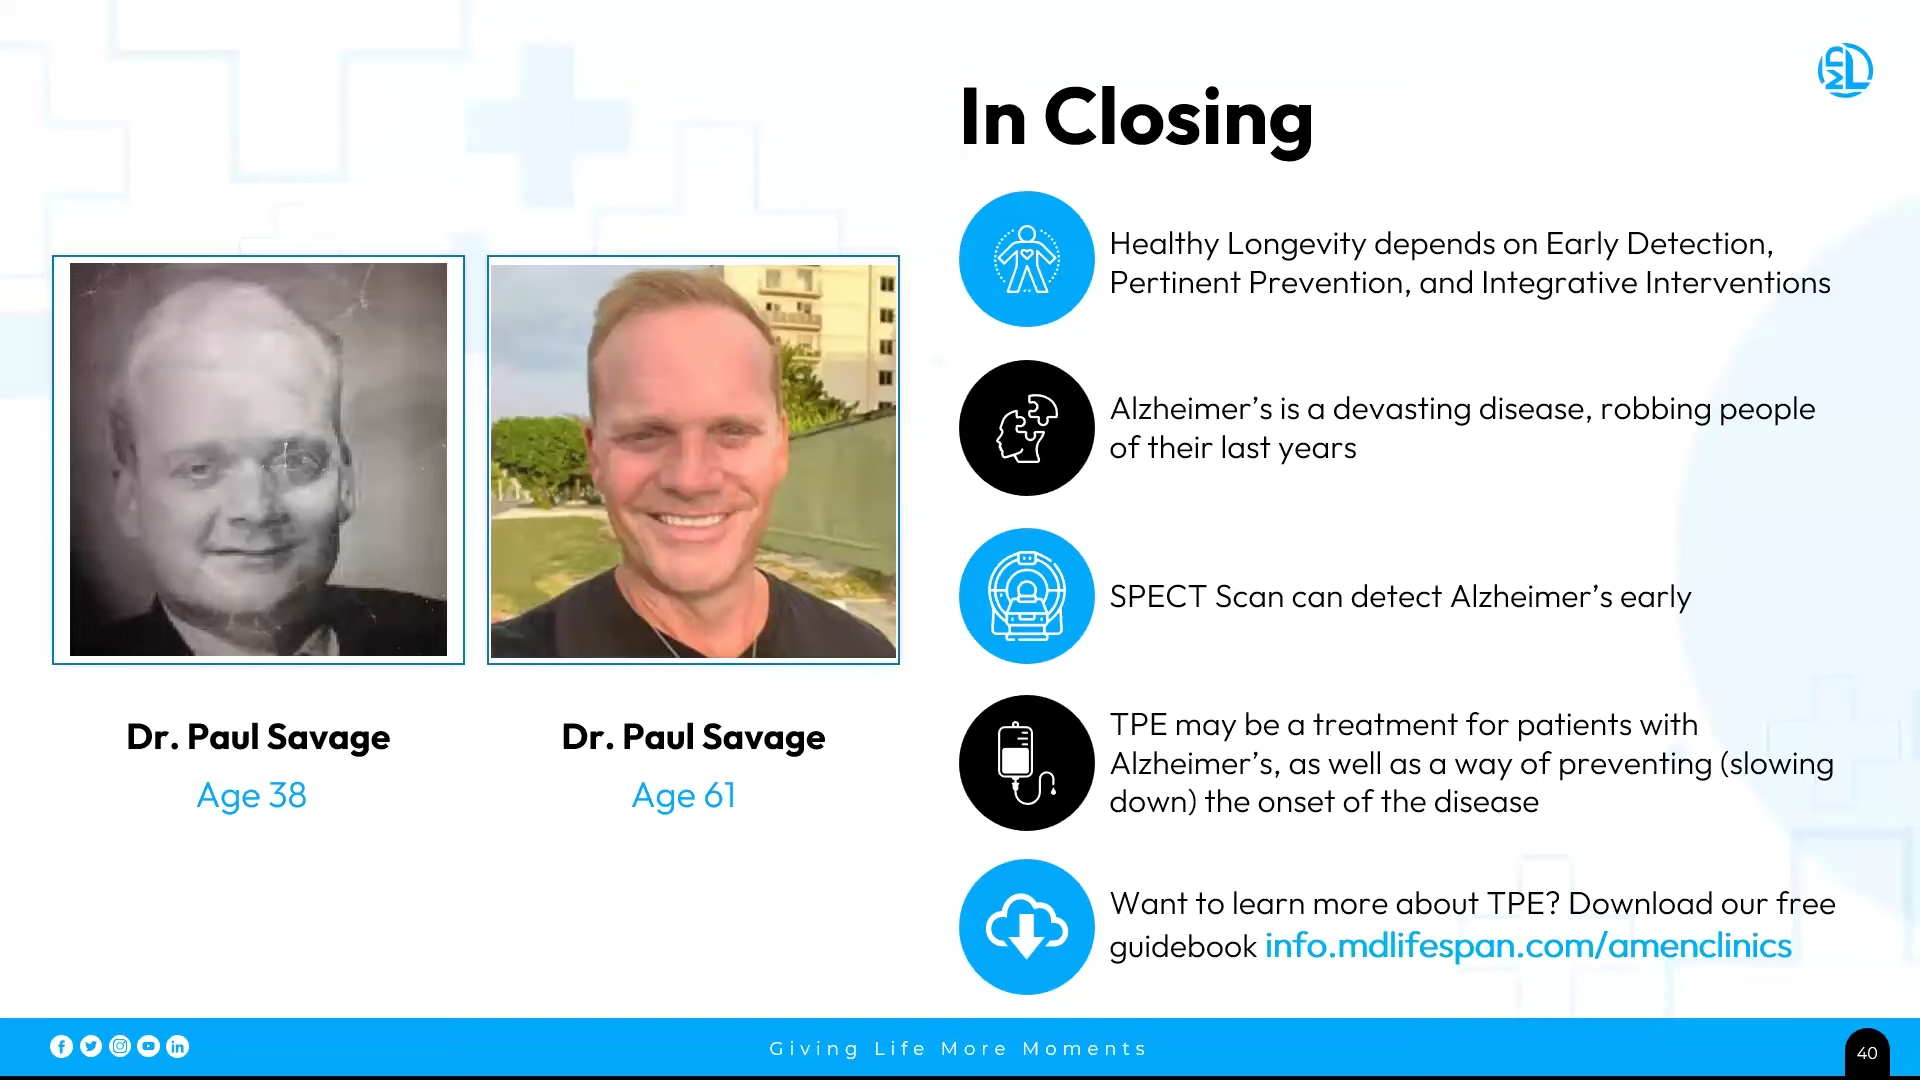 In Closing
Healthy Longevity depends on Early Detection,
Pertinent Prevention, and Integrative Interventions
Alzheimer’s is a devasting disease, robbing people
of their last years
SPECT Scan can detect Alzheimer’s early
TPE may be a treatment for patients with
Alzheimer’s, as well as a way of preventing (slowing
down) the onset of the disease
Want to learn more about TPE? Download our free
guidebook info.mdlifespan.com/amenclinics
Dr. Paul Savage
Age 38
Dr. Paul Savage
Age 61
Giving Life More Moments
40
MDL